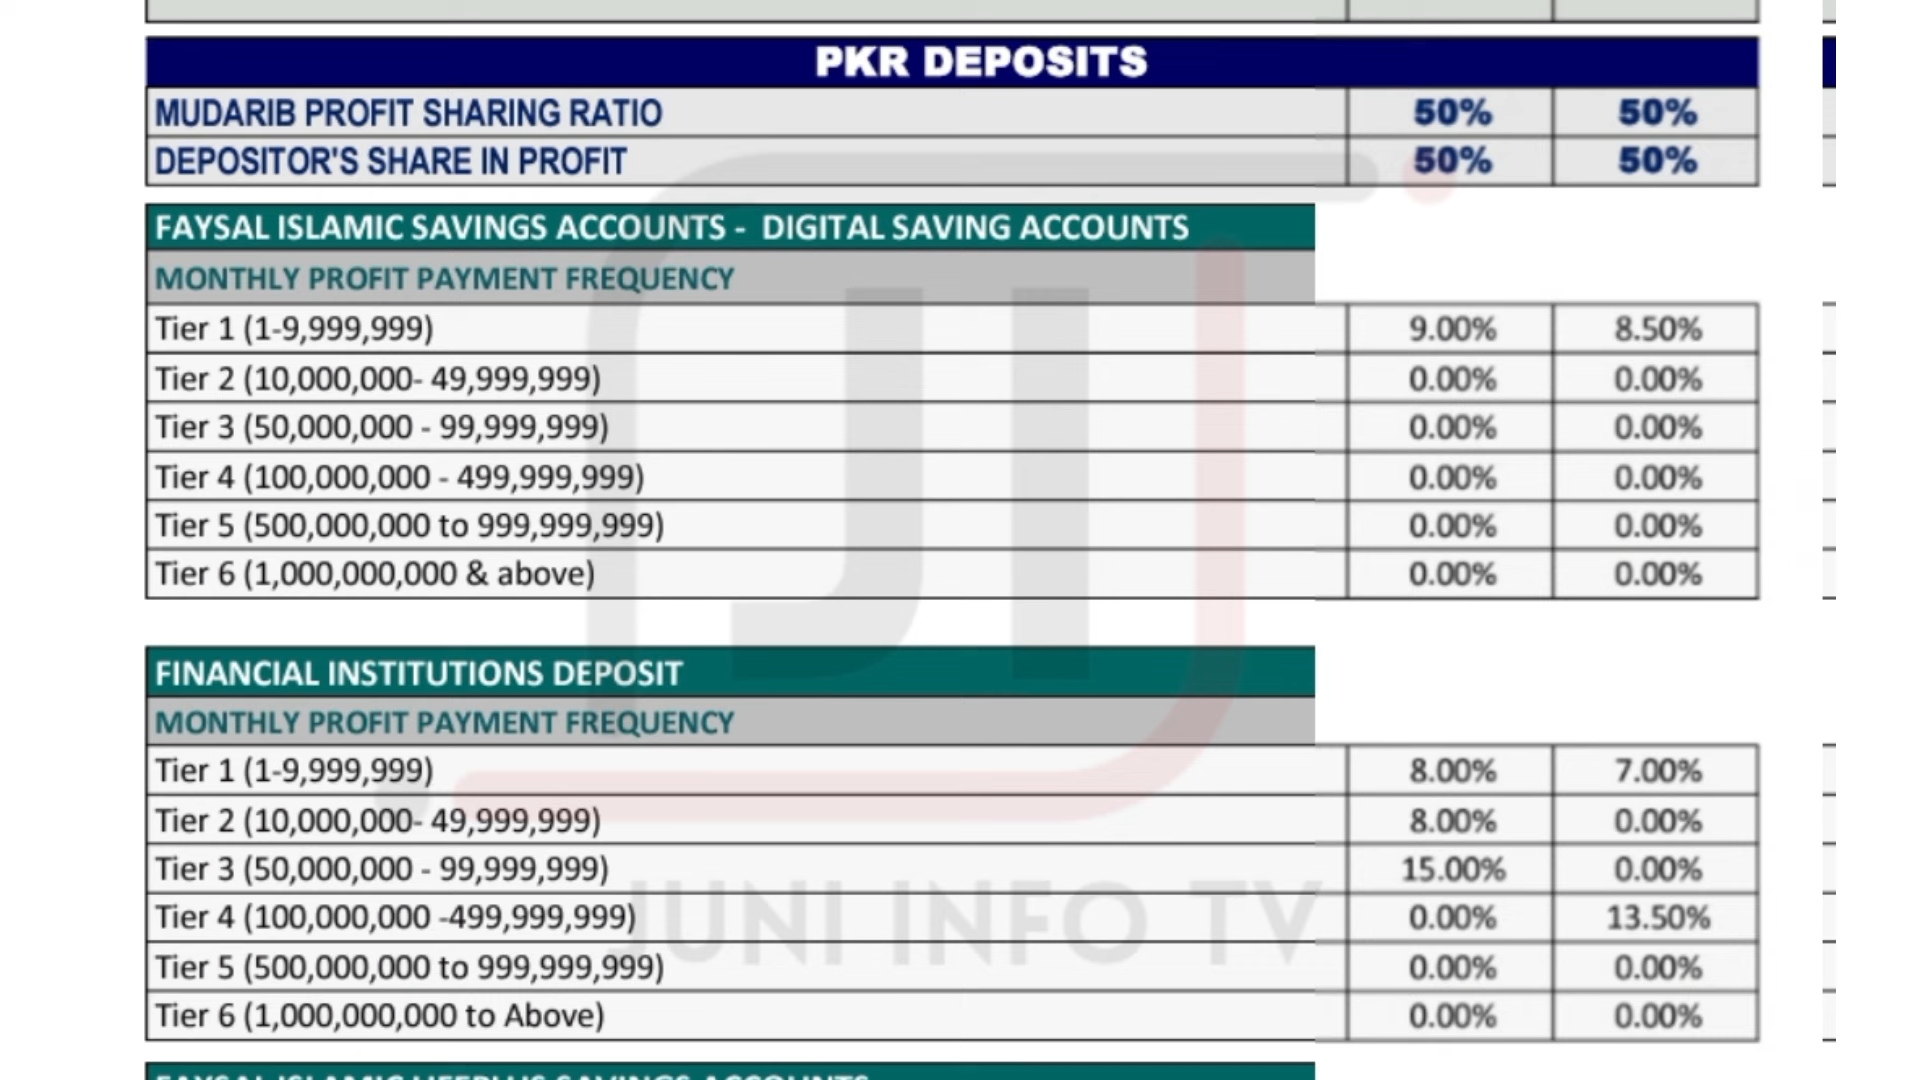 PKR DEPOSITS
MUDARIB PROFIT SHARING RATIO 50% 50%
DEPOSITOR'S SHARE IN PROFIT 50% 50%
FAYSAL ISLAMIC SAVINGS ACCOUNTS - DIGITAL SAVING ACCOUNTS
MONTHLY PROFIT PAYMENT FREQUENCY
Tier 1 (1-9,999,999) 9.00% 8.50%
Tier 2 (10,000,000- 49,999,999) 0.00% 0.00%
Tier 3 (50,000,000 - 99,999,999) 0.00% 0.00%
Tier 4 (100,000,000 - 499,999,999) 0.00% 0.00%
Tier 5 (500,000,000 to 999,999,999) 0.00% 0.00%
Tier 6 (1,000,000,000 & above) 0.00% 0.00%
FINANCIAL INSTITUTIONS DEPOSIT
MONTHLY PROFIT PAYMENT FREQUENCY
Tier 1 (1-9,999,999) 8.00% 7.00%
Tier 2 (10,000,000- 49,999,999) 8.00% 0.00%
Tier 3 (50,000,000 - 99,999,999) 15.00% 0.00%
Tier 4 (100,000,000 -499,999,999) 0.00% 13.50%
Tier 5 (500,000,000 to 999,999,999) 0.00% 0.00%
Tier 6 (1,000,000,000 to Above) 0.00% 0.00%
JI
JUNI INFO TV